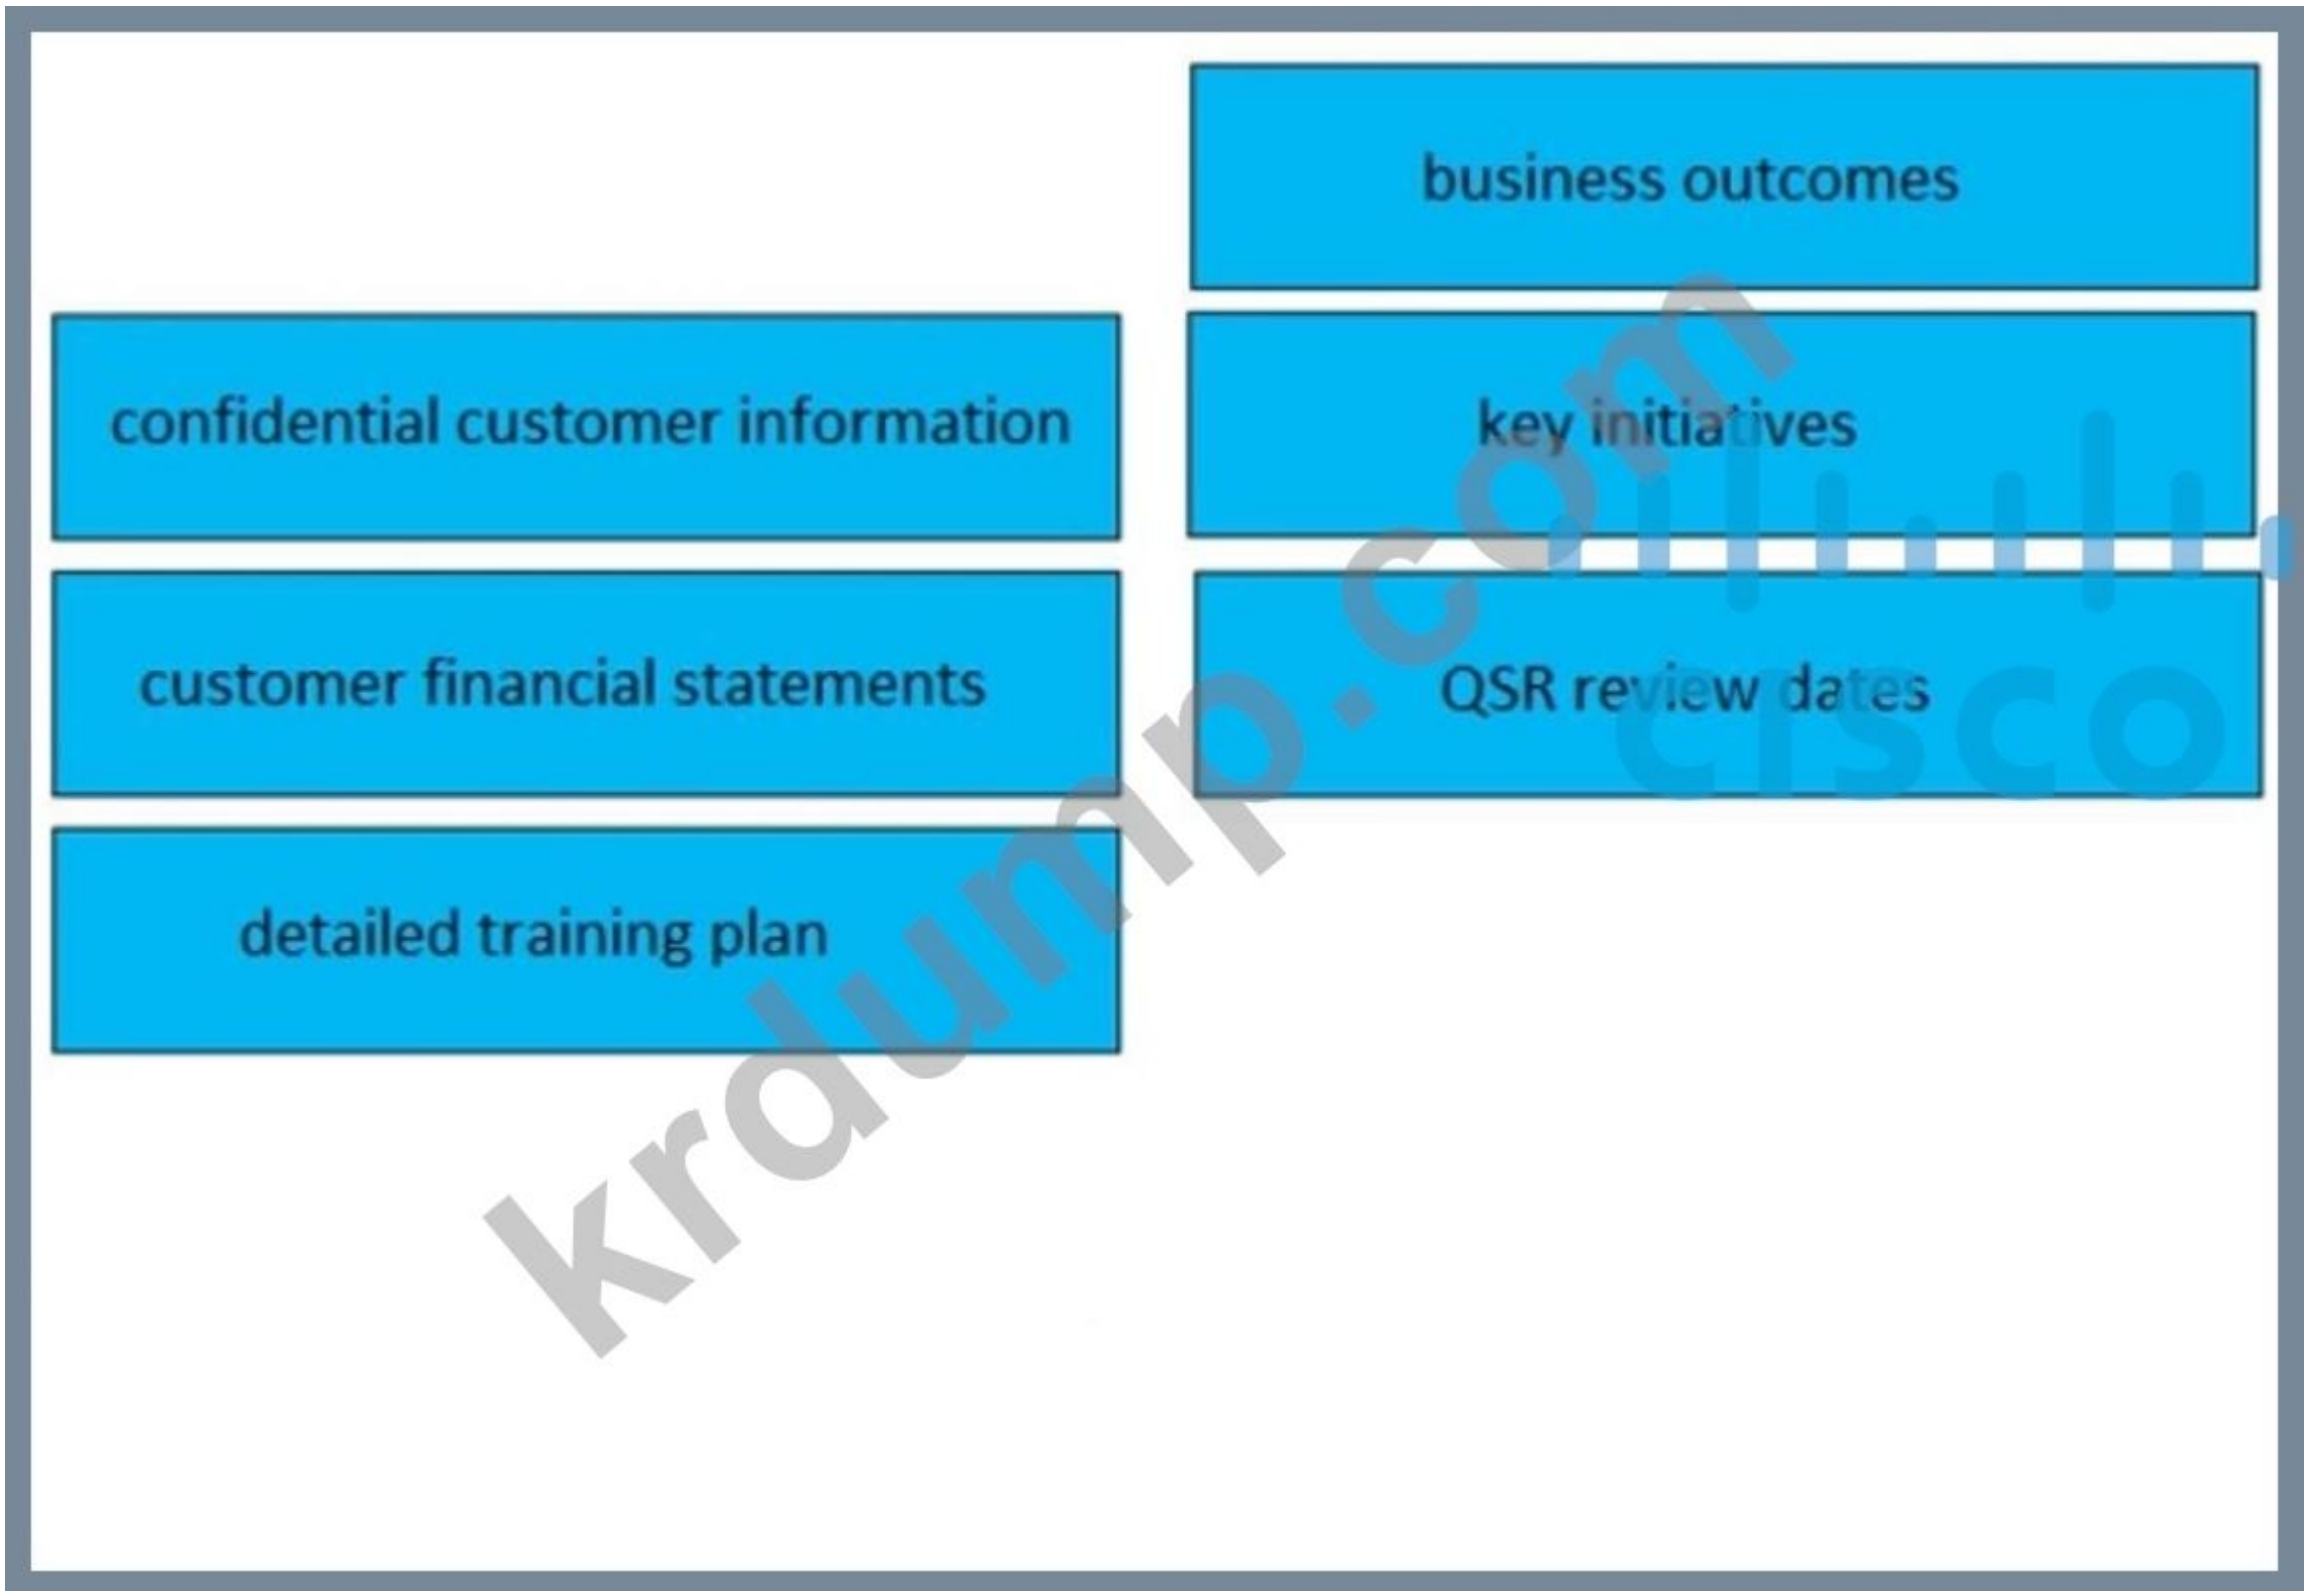 business outcomes
confidential customer information
key initiatives
customer financial statements
QSR review dates
detailed training plan
krdump.com
cisco